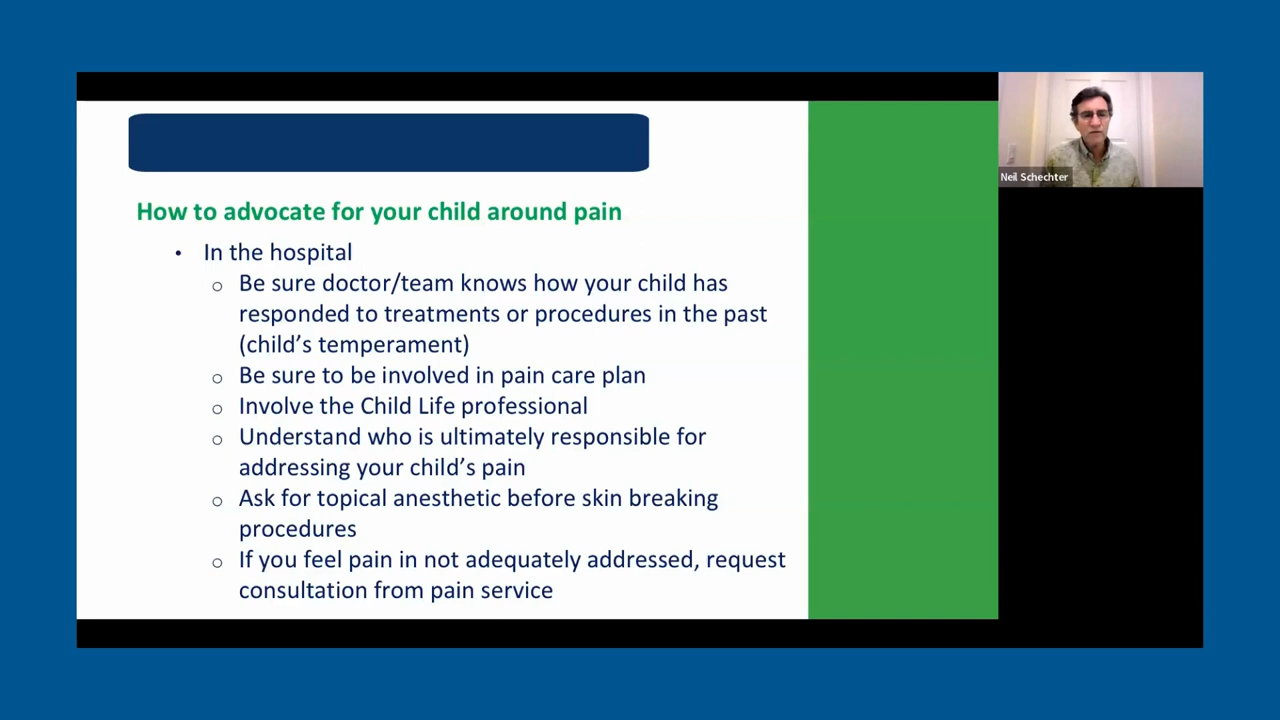 How to advocate for your child around pain
• In the hospital
o Be sure doctor/team knows how your child has
responded to treatments or procedures in the past
(child's temperament)
o Be sure to be involved in pain care plan
o Involve the Child Life professional
o Understand who is ultimately responsible for
addressing your child's pain
o Ask for topical anesthetic before skin breaking
procedures
o If you feel pain in not adequately addressed, request
consultation from pain service
Neil Schechter